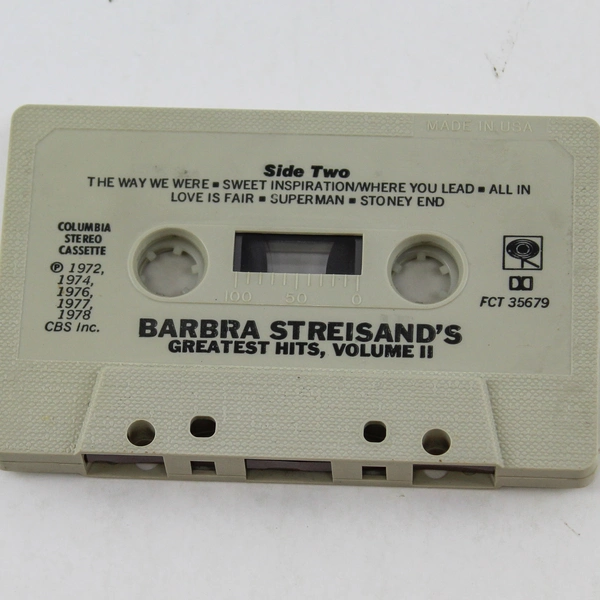 MADE IN USA
Side Two
THE WAY WE WERE ▪ SWEET INSPIRATION/WHERE YOU LEAD ▪ ALL IN
LOVE IS FAIR ▪ SUPERMAN ▪ STONEY END
COLUMBIA
STEREO
CASSETTE
℗ 1972,
1974,
1976,
1977,
1978
CBS Inc.
100 50 0
FCT 35679
BARBRA STREISAND'S
GREATEST HITS, VOLUME II